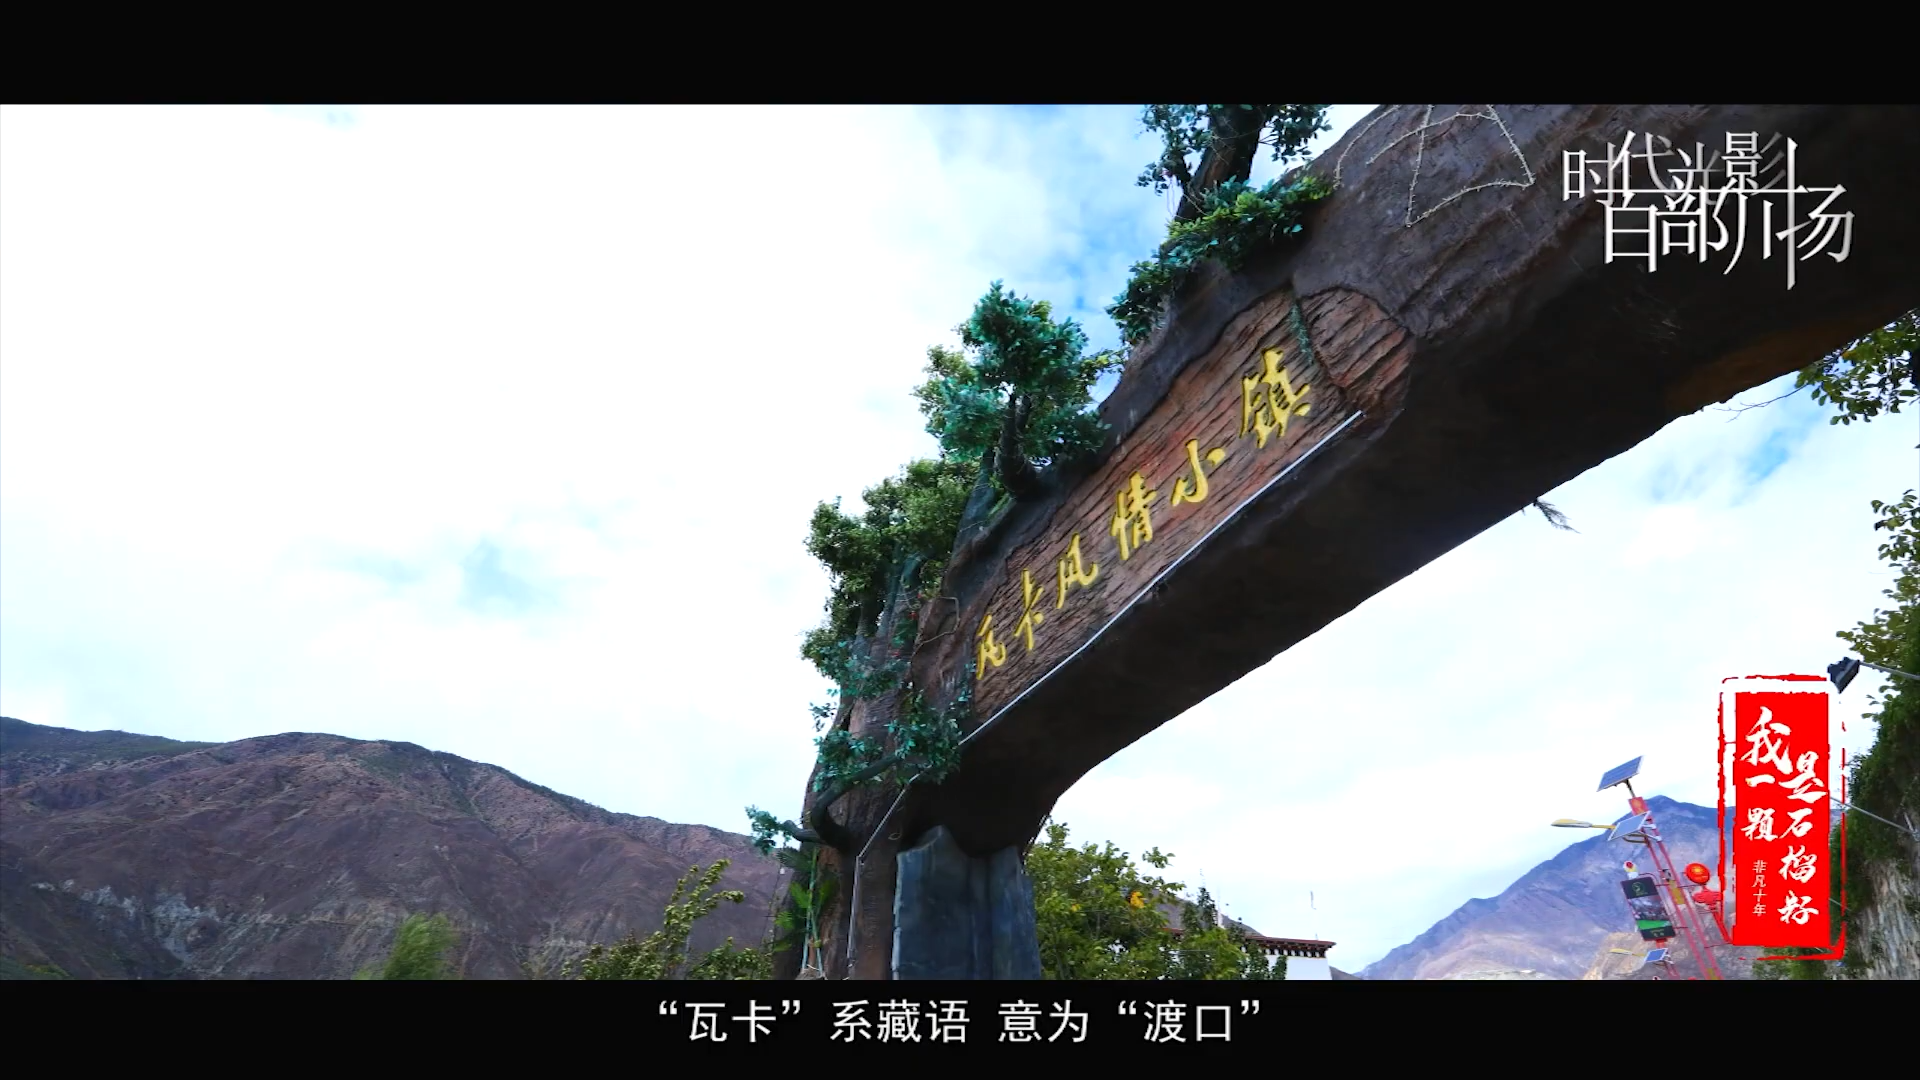 时代光影
百部川扬
瓦卡风情小镇
我是
一颗石榴籽
非凡十年
“瓦卡”系藏语 意为“渡口”